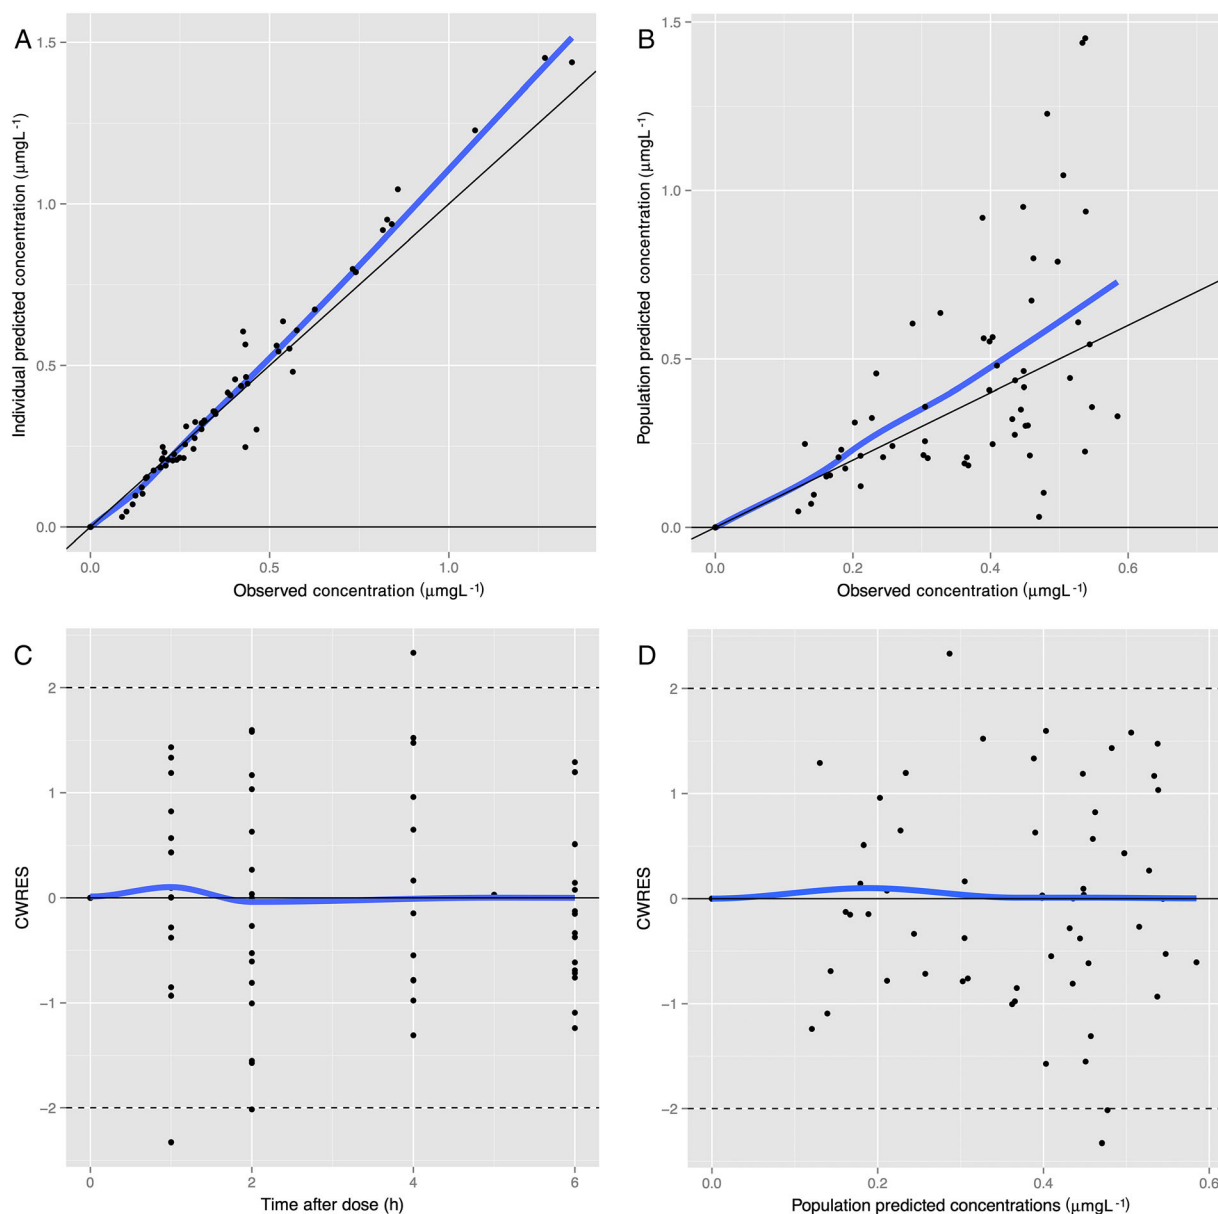 A
B
1.5
1.0
0.5
0.0
Individual predicted concentration (μmgL⁻¹)
0.0
0.5
1.0
Observed concentration (μmgL⁻¹)
1.5
1.0
0.5
0.0
Population predicted concentration (μmgL⁻¹)
0.0
0.2
0.4
0.6
Observed concentration (μmgL⁻¹)
C
D
2
1
0
−1
−2
CWRES
0
2
4
6
Time after dose (h)
2
1
0
−1
−2
CWRES
0.0
0.2
0.4
0.6
Population predicted concentrations (μmgL⁻¹)